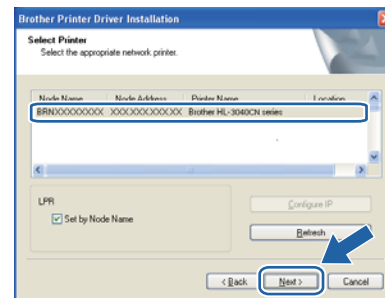 Brother Printer Driver Installation
Select Printer
Select the appropriate network printer.
Node Name Node Address Printer Name Location
BRNXXXXXXXX XXX.XXX.XXX.XX Brother HL-3040CN series
LPR
Set by Node Name
Configure IP
Refresh
< Back Next > Cancel